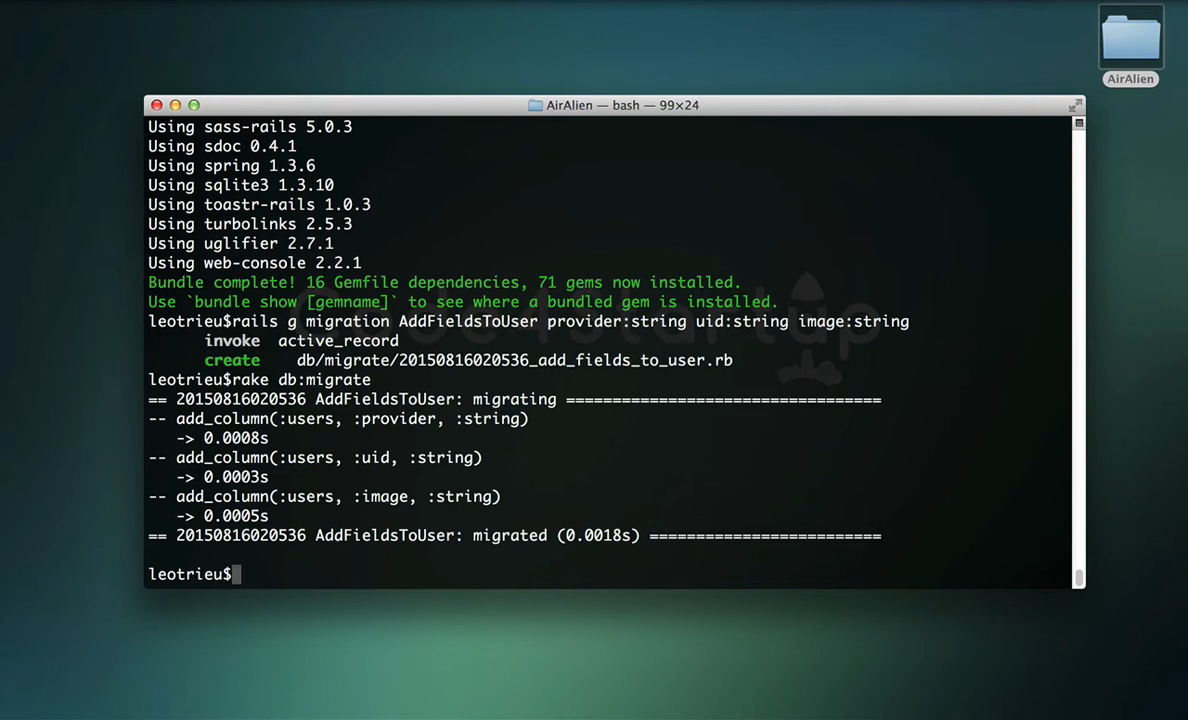 AirAlien
AirAlien — bash — 99×24
Using sass-rails 5.0.3
Using sdoc 0.4.1
Using spring 1.3.6
Using sqlite3 1.3.10
Using toastr-rails 1.0.3
Using turbolinks 2.5.3
Using uglifier 2.7.1
Using web-console 2.2.1
Bundle complete! 16 Gemfile dependencies, 71 gems now installed.
Use `bundle show [gemname]` to see where a bundled gem is installed.
Code4Startup
leotrieu$rails g migration AddFieldsToUser provider:string uid:string image:string
invoke active_record
create db/migrate/20150816020536_add_fields_to_user.rb
leotrieu$rake db:migrate
== 20150816020536 AddFieldsToUser: migrating ==================================
-- add_column(:users, :provider, :string)
-> 0.0008s
-- add_column(:users, :uid, :string)
-> 0.0003s
-- add_column(:users, :image, :string)
-> 0.0005s
== 20150816020536 AddFieldsToUser: migrated (0.0018s) =========================
leotrieu$